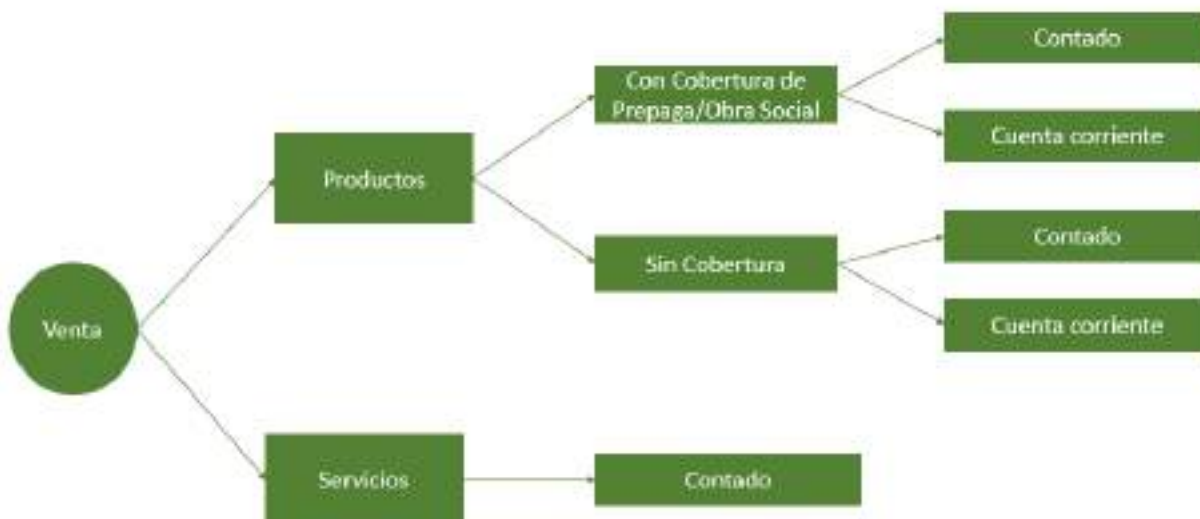 Contado
Con Cobertura de
Prepaga/Obra Social
Cuenta corriente
Productos
Contado
Sin Cobertura
Cuenta corriente
Venta
Servicios
Contado